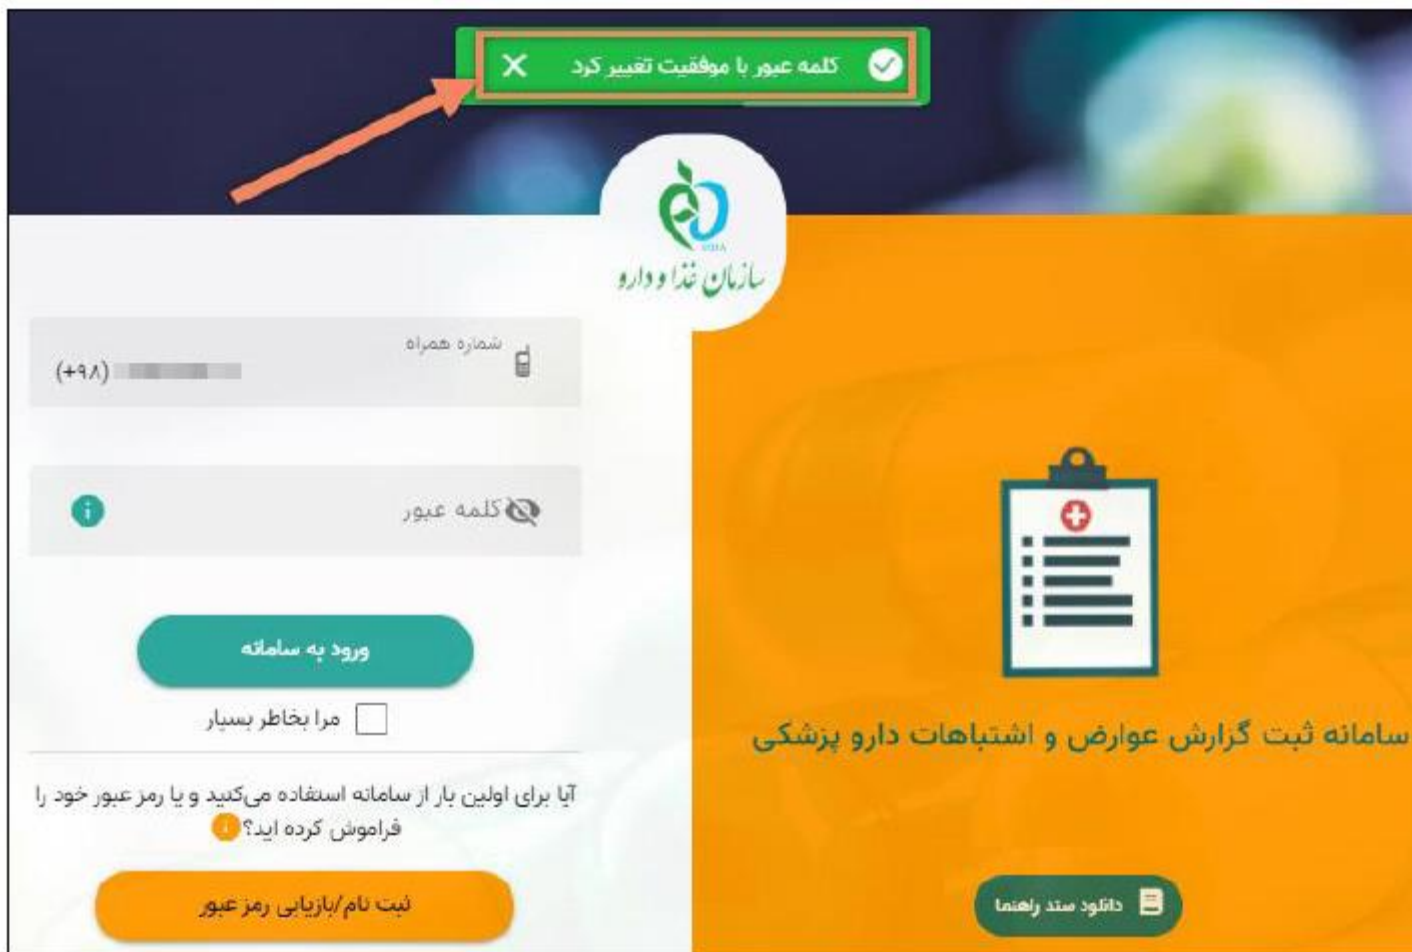 کلمه عبور با موفقیت تغییر کرد
سازمان غذا و دارو
شماره همراه
(+۹۸)
کلمه عبور
ورود به سامانه
مرا بخاطر بسپار
آیا برای اولین بار از سامانه استفاده می‌کنید و یا رمز عبور خود را
فراموش کرده اید؟
ثبت نام/بازیابی رمز عبور
سامانه ثبت گزارش عوارض و اشتباهات دارو پزشکی
دانلود سند راهنما